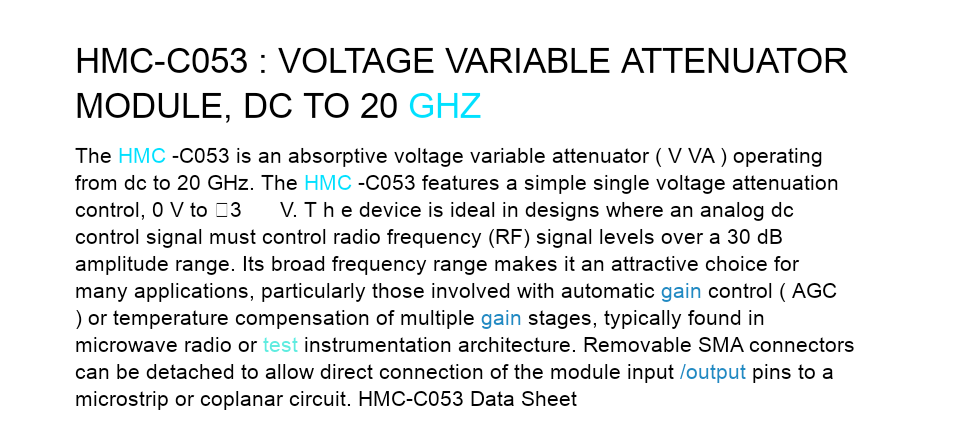 HMC-C053 : VOLTAGE VARIABLE ATTENUATOR
MODULE, DC TO 20 GHZ
The HMC -C053 is an absorptive voltage variable attenuator ( V VA ) operating
from dc to 20 GHz. The HMC -C053 features a simple single voltage attenuation
control, 0 V to □3 V. T h e device is ideal in designs where an analog dc
control signal must control radio frequency (RF) signal levels over a 30 dB
amplitude range. Its broad frequency range makes it an attractive choice for
many applications, particularly those involved with automatic gain control ( AGC
) or temperature compensation of multiple gain stages, typically found in
microwave radio or test instrumentation architecture. Removable SMA connectors
can be detached to allow direct connection of the module input /output pins to a
microstrip or coplanar circuit. HMC-C053 Data Sheet